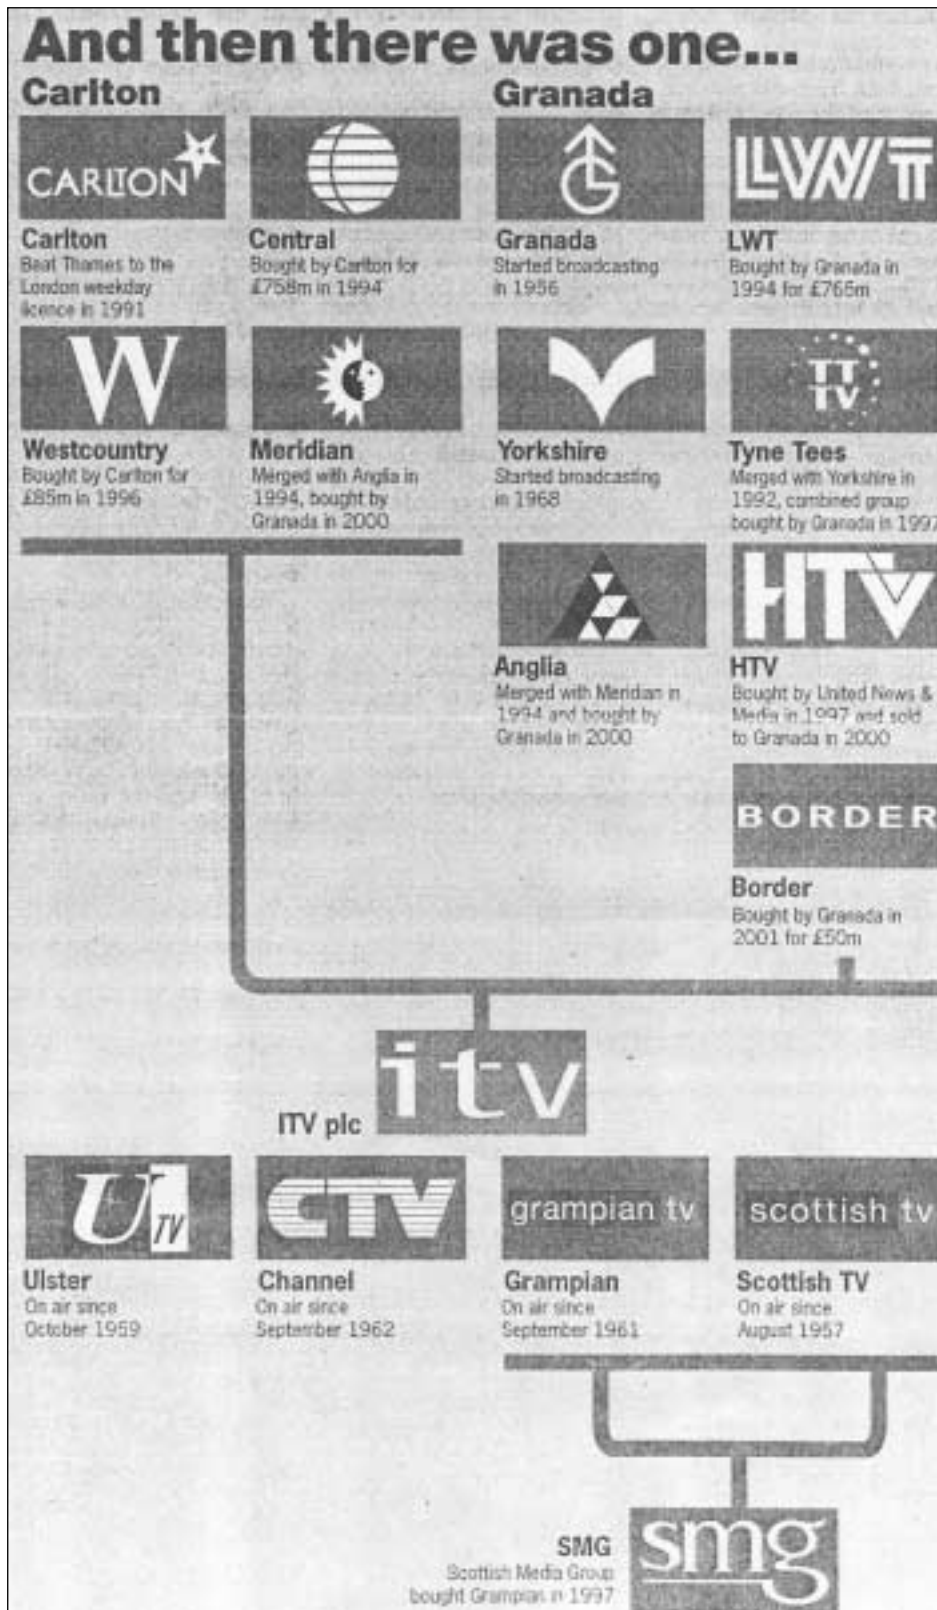 And then there was one...
Carlton
Granada
CARLTON
Carlton
Beat Thames to the
London weekday
licence in 1991
Central
Bought by Carlton for
£758m in 1994
Granada
Started broadcasting
in 1956
LWT
LWT
Bought by Granada in
1994 for £765m
W
Westcountry
Bought by Carlton for
£85m in 1996
Meridian
Merged with Anglia in
1994, bought by
Granada in 2000
Yorkshire
Started broadcasting
in 1968
TT
TV
Tyne Tees
Merged with Yorkshire in
1992, combined group
bought by Granada in 1997
Anglia
Merged with Meridian in
1994 and bought by
Granada in 2000
HTV
HTV
Bought by United News &
Media in 1997 and sold
to Granada in 2000
BORDER
Border
Bought by Granada in
2001 for £50m
itv
ITV plc
U TV
Ulster
On air since
October 1959
CTV
Channel
On air since
September 1962
grampian tv
Grampian
On air since
September 1961
scottish tv
Scottish TV
On air since
August 1957
smg
SMG
Scottish Media Group
bought Grampian in 1997